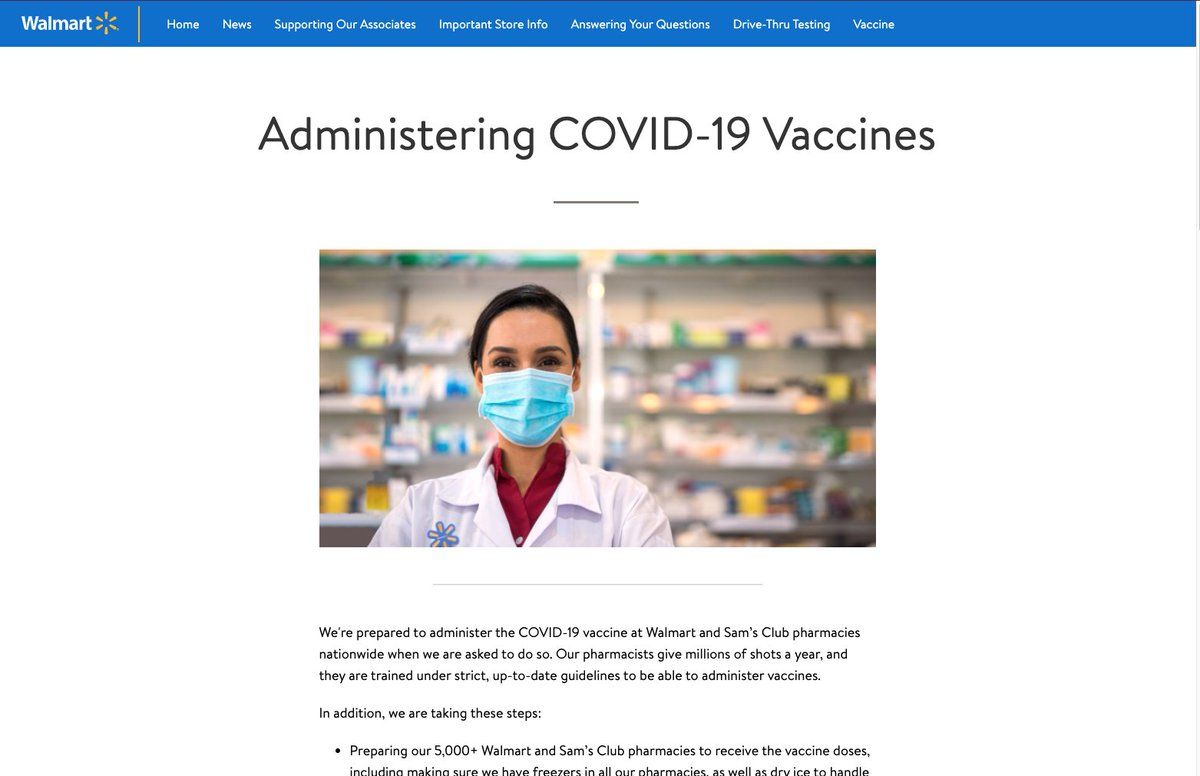 Walmart
Home News Supporting Our Associates Important Store Info Answering Your Questions Drive-Thru Testing Vaccine
Administering COVID-19 Vaccines
We're prepared to administer the COVID-19 vaccine at Walmart and Sam's Club pharmacies
nationwide when we are asked to do so. Our pharmacists give millions of shots a year, and
they are trained under strict, up-to-date guidelines to be able to administer vaccines.
In addition, we are taking these steps:
• Preparing our 5,000+ Walmart and Sam's Club pharmacies to receive the vaccine doses,
including making sure we have freezers in all our pharmacies, as well as dry ice to handle